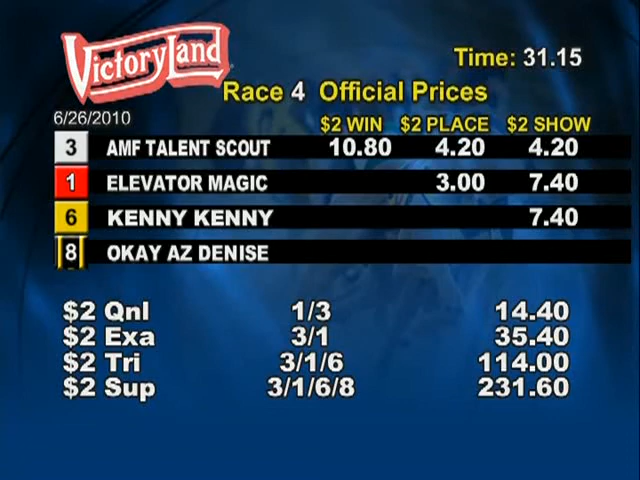 VictoryLand
Time: 31.15
Race 4 Official Prices
6/26/2010 $2 WIN $2 PLACE $2 SHOW
3 AMF TALENT SCOUT 10.80 4.20 4.20
1 ELEVATOR MAGIC 3.00 7.40
6 KENNY KENNY 7.40
8 OKAY AZ DENISE
$2 Qnl 1/3 14.40
$2 Exa 3/1 35.40
$2 Tri 3/1/6 114.00
$2 Sup 3/1/6/8 231.60